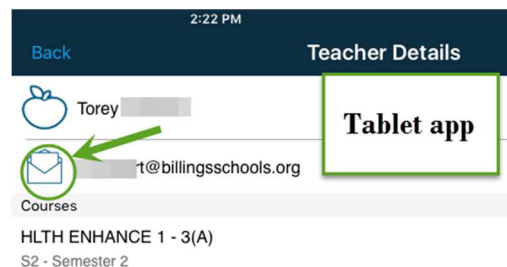 2:22 PM
Back
Teacher Details
Torey
Tablet app
t@billingsschools.org
Courses
HLTH ENHANCE 1 - 3(A)
S2 - Semester 2